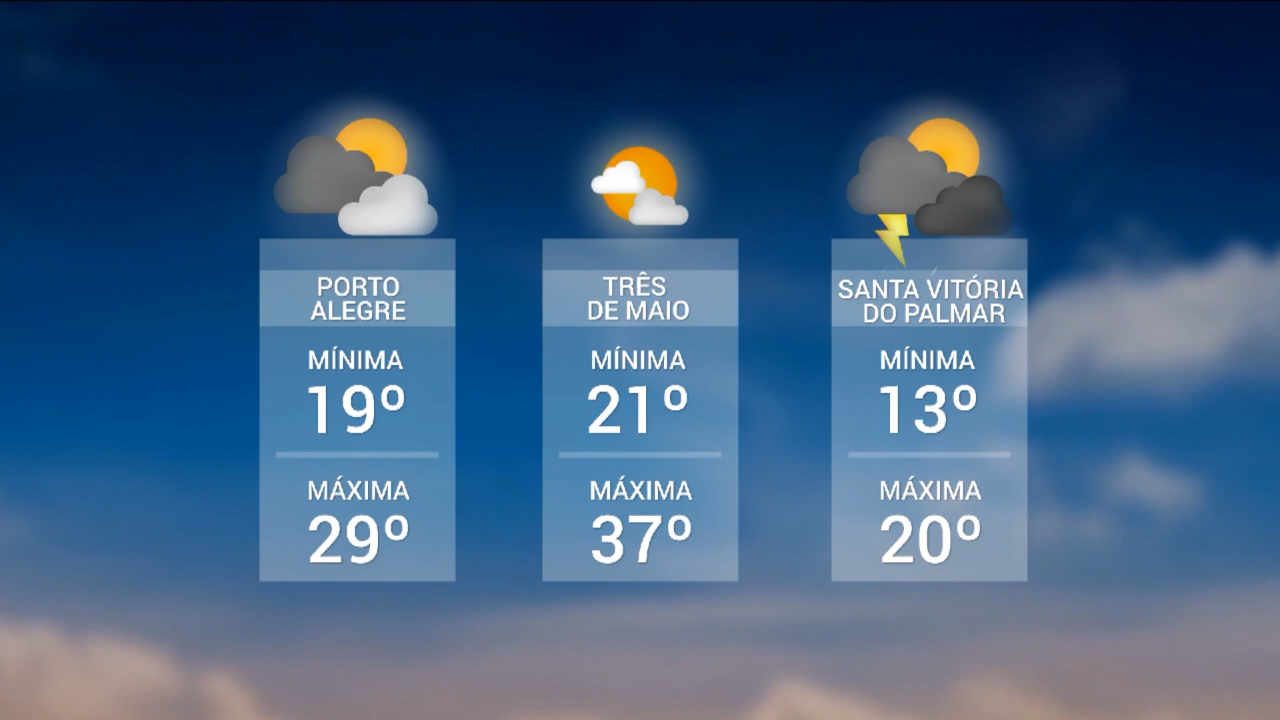 PORTO
ALEGRE
MÍNIMA
19º
MÁXIMA
29º
TRÊS
DE MAIO
MÍNIMA
21º
MÁXIMA
37º
SANTA VITÓRIA
DO PALMAR
MÍNIMA
13º
MÁXIMA
20º